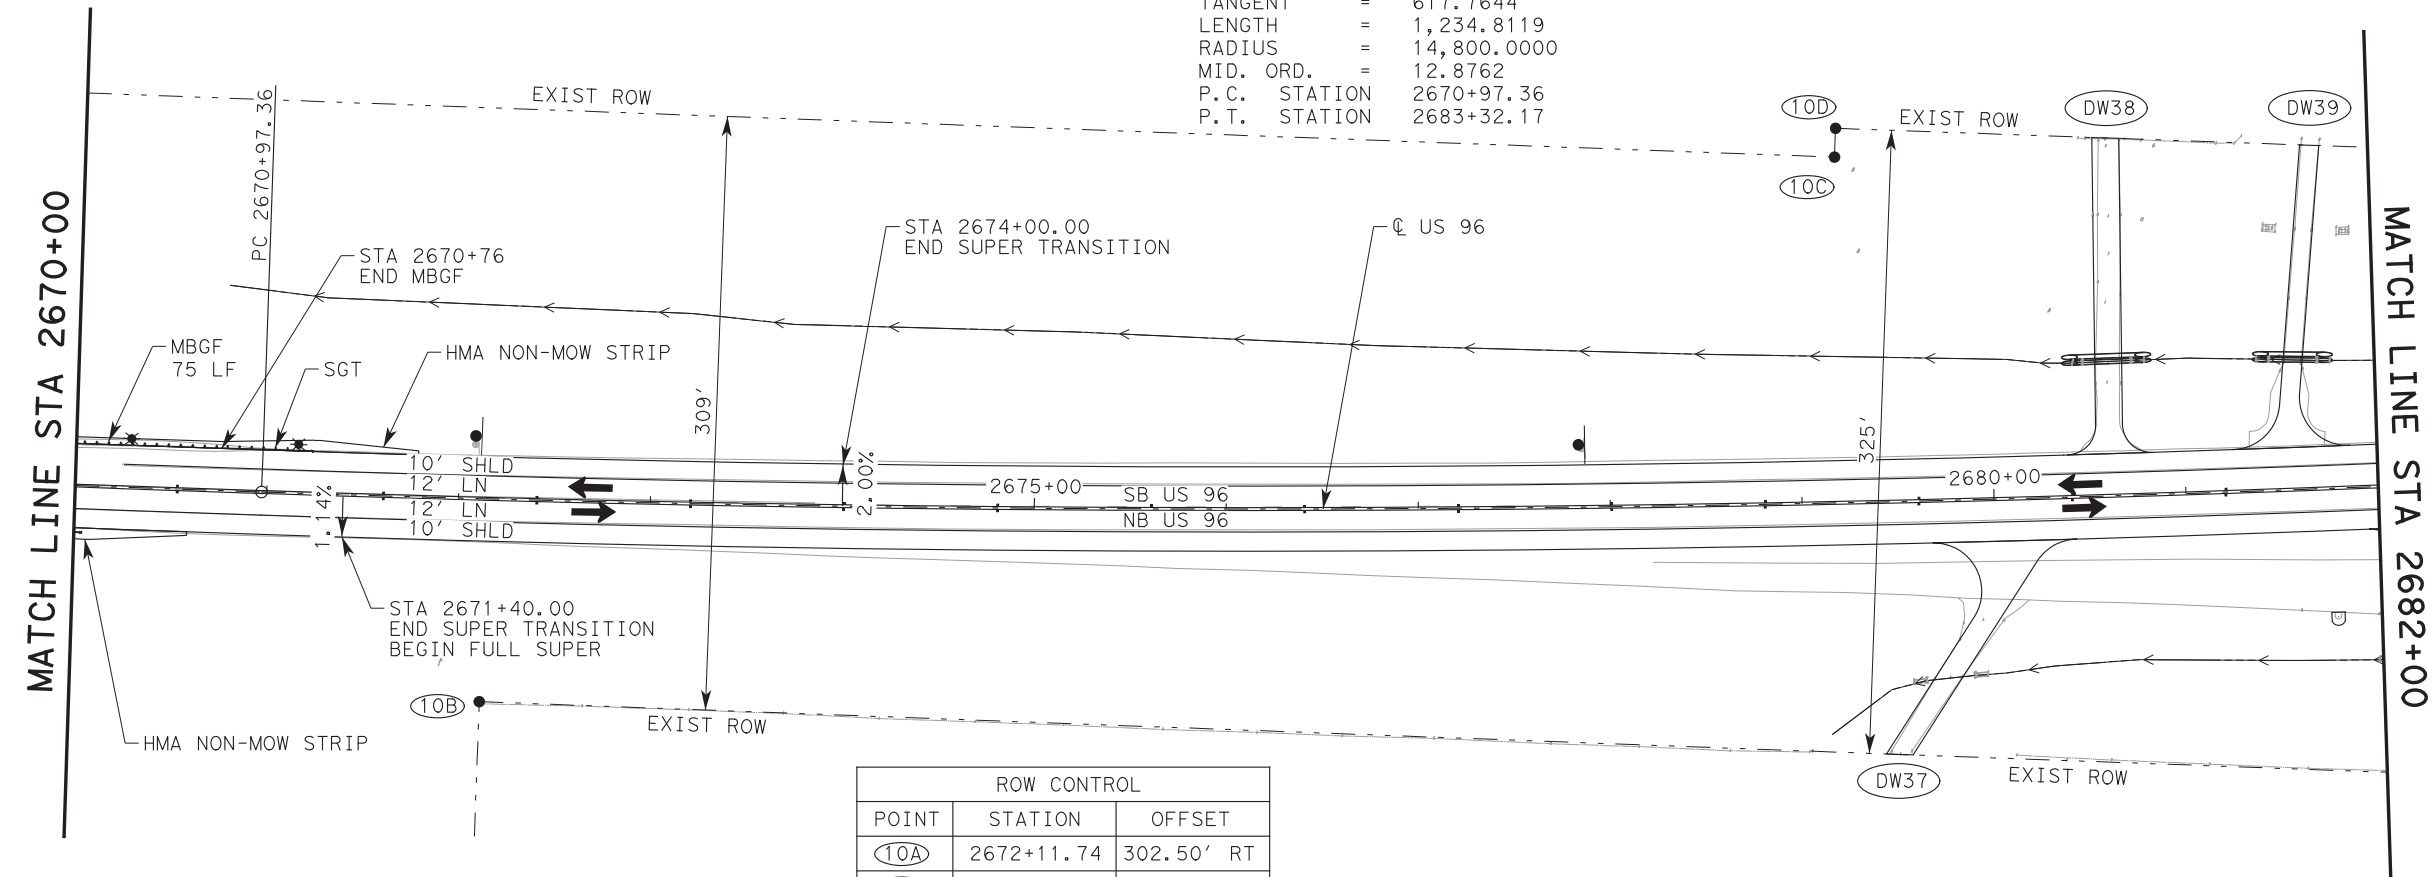 TANGENT = 617.7644
LENGTH = 1,234.8119
RADIUS = 14,800.0000
MID. ORD. = 12.8762
P.C. STATION 2670+97.36
P.T. STATION 2683+32.17
MATCH LINE STA 2670+00
PC 2670+97.36
EXIST ROW
10D
EXIST ROW
DW38
DW39
10C
STA 2674+00.00
END SUPER TRANSITION
℄ US 96
STA 2670+76
END MBGF
MBGF
75 LF
SGT
HMA NON-MOW STRIP
309'
325'
MATCH LINE STA 2682+00
10' SHLD
12' LN
12' LN
10' SHLD
1.14%
2.00%
2675+00
SB US 96
NB US 96
2680+00
STA 2671+40.00
END SUPER TRANSITION
BEGIN FULL SUPER
10B
EXIST ROW
HMA NON-MOW STRIP
DW37
EXIST ROW
ROW CONTROL
POINT STATION OFFSET
10A 2672+11.74 302.50' RT